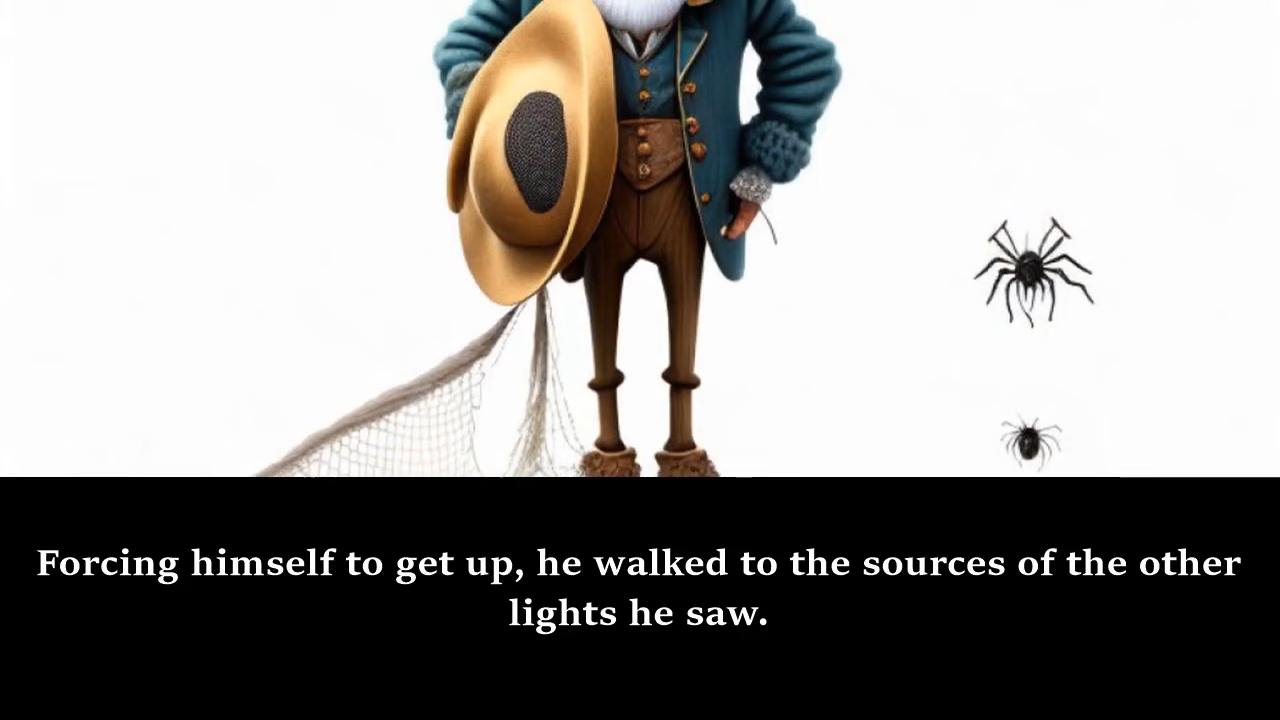 Forcing himself to get up, he walked to the sources of the other
lights he saw.